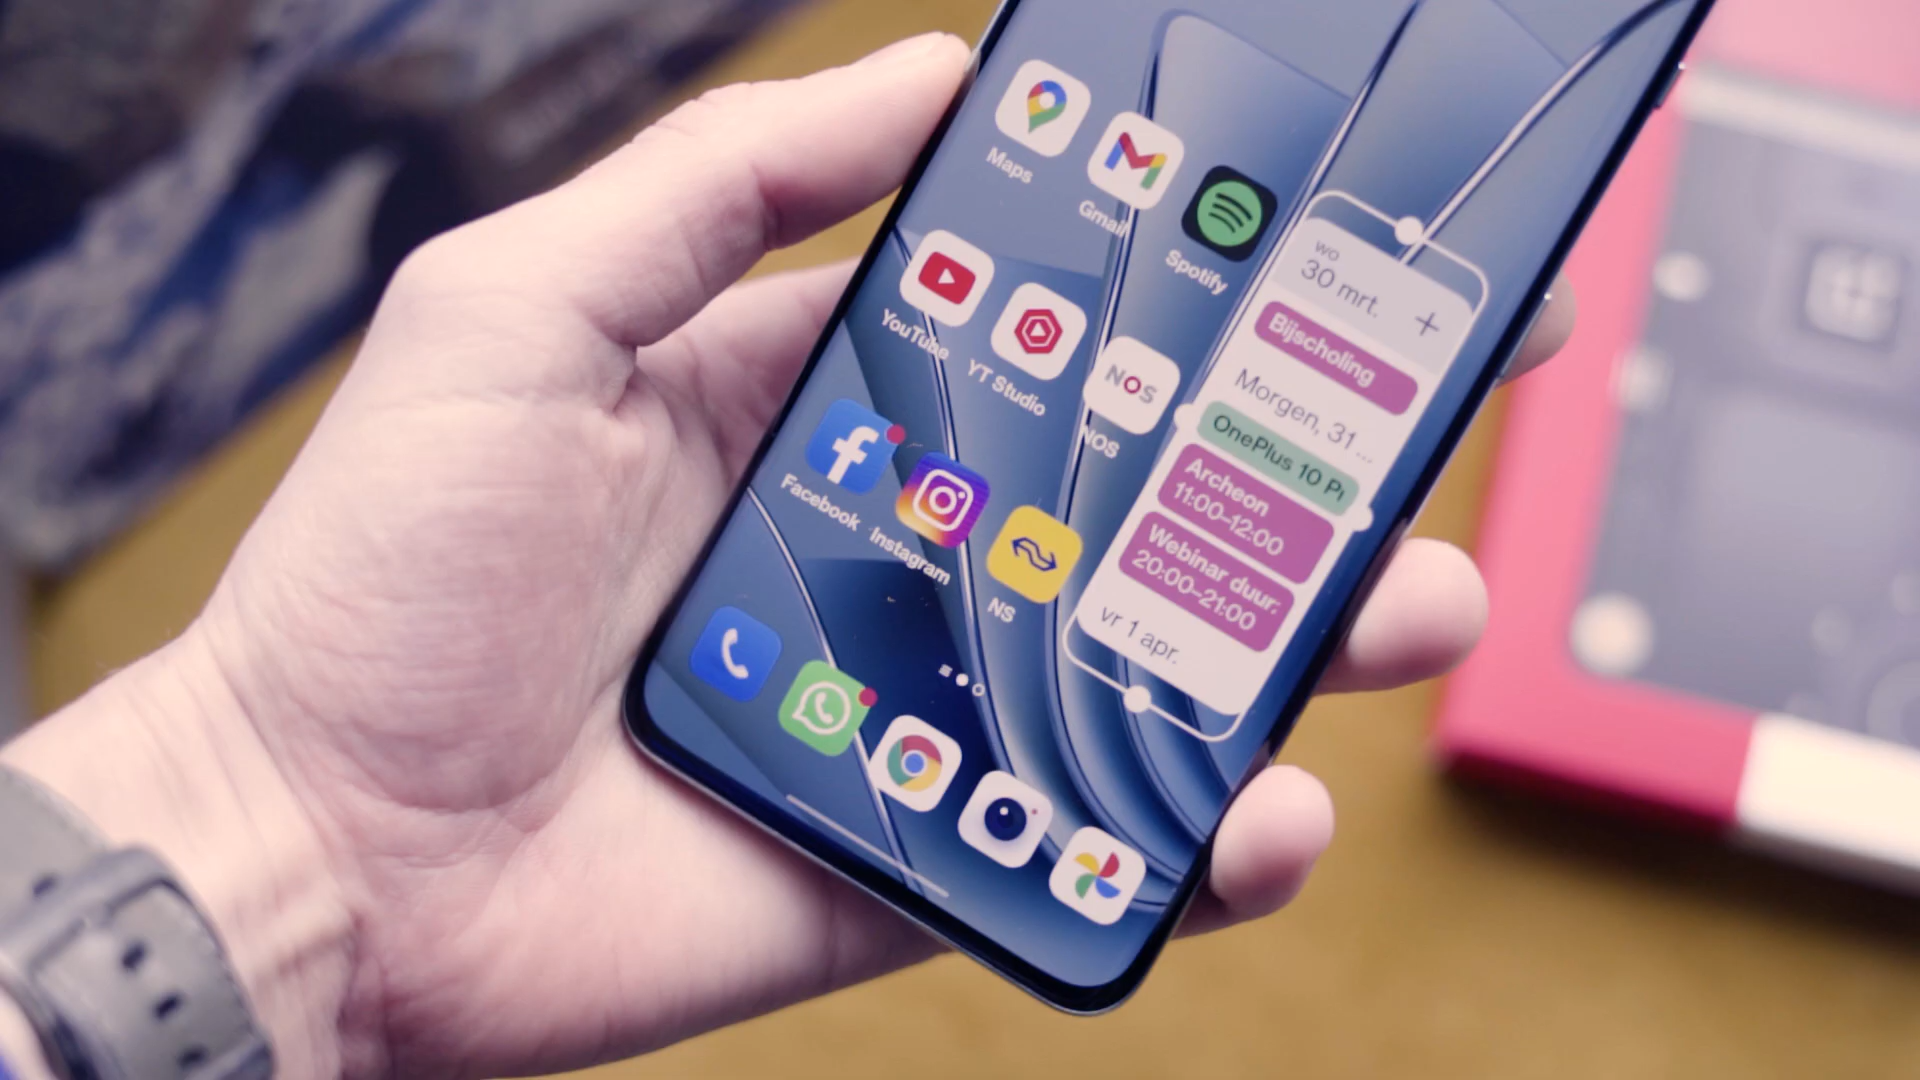 Maps
Gmail
Spotify
YouTube
YT Studio
NOS
NOS
Facebook
Instagram
NS
wo
30 mrt.
+
Bijscholing
Morgen, 31 ...
OnePlus 10 Pr
Archeon
11:00–12:00
Webinar duur:
20:00–21:00
vr 1 apr.